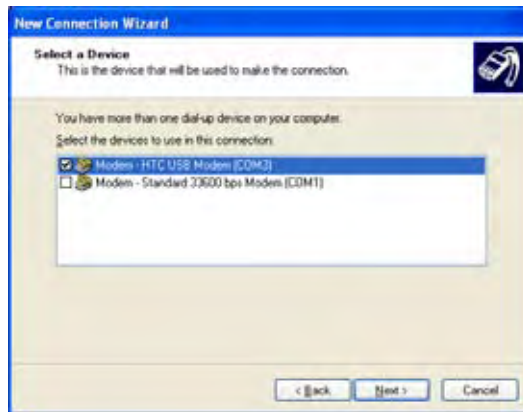 New Connection Wizard
Select a Device
This is the device that will be used to make the connection.
You have more than one dial-up device on your computer.
Select the devices to use in this connection:
Modem - HTC USB Modem (COM3)
Modem - Standard 33600 bps Modem (COM1)
< Back
Next >
Cancel